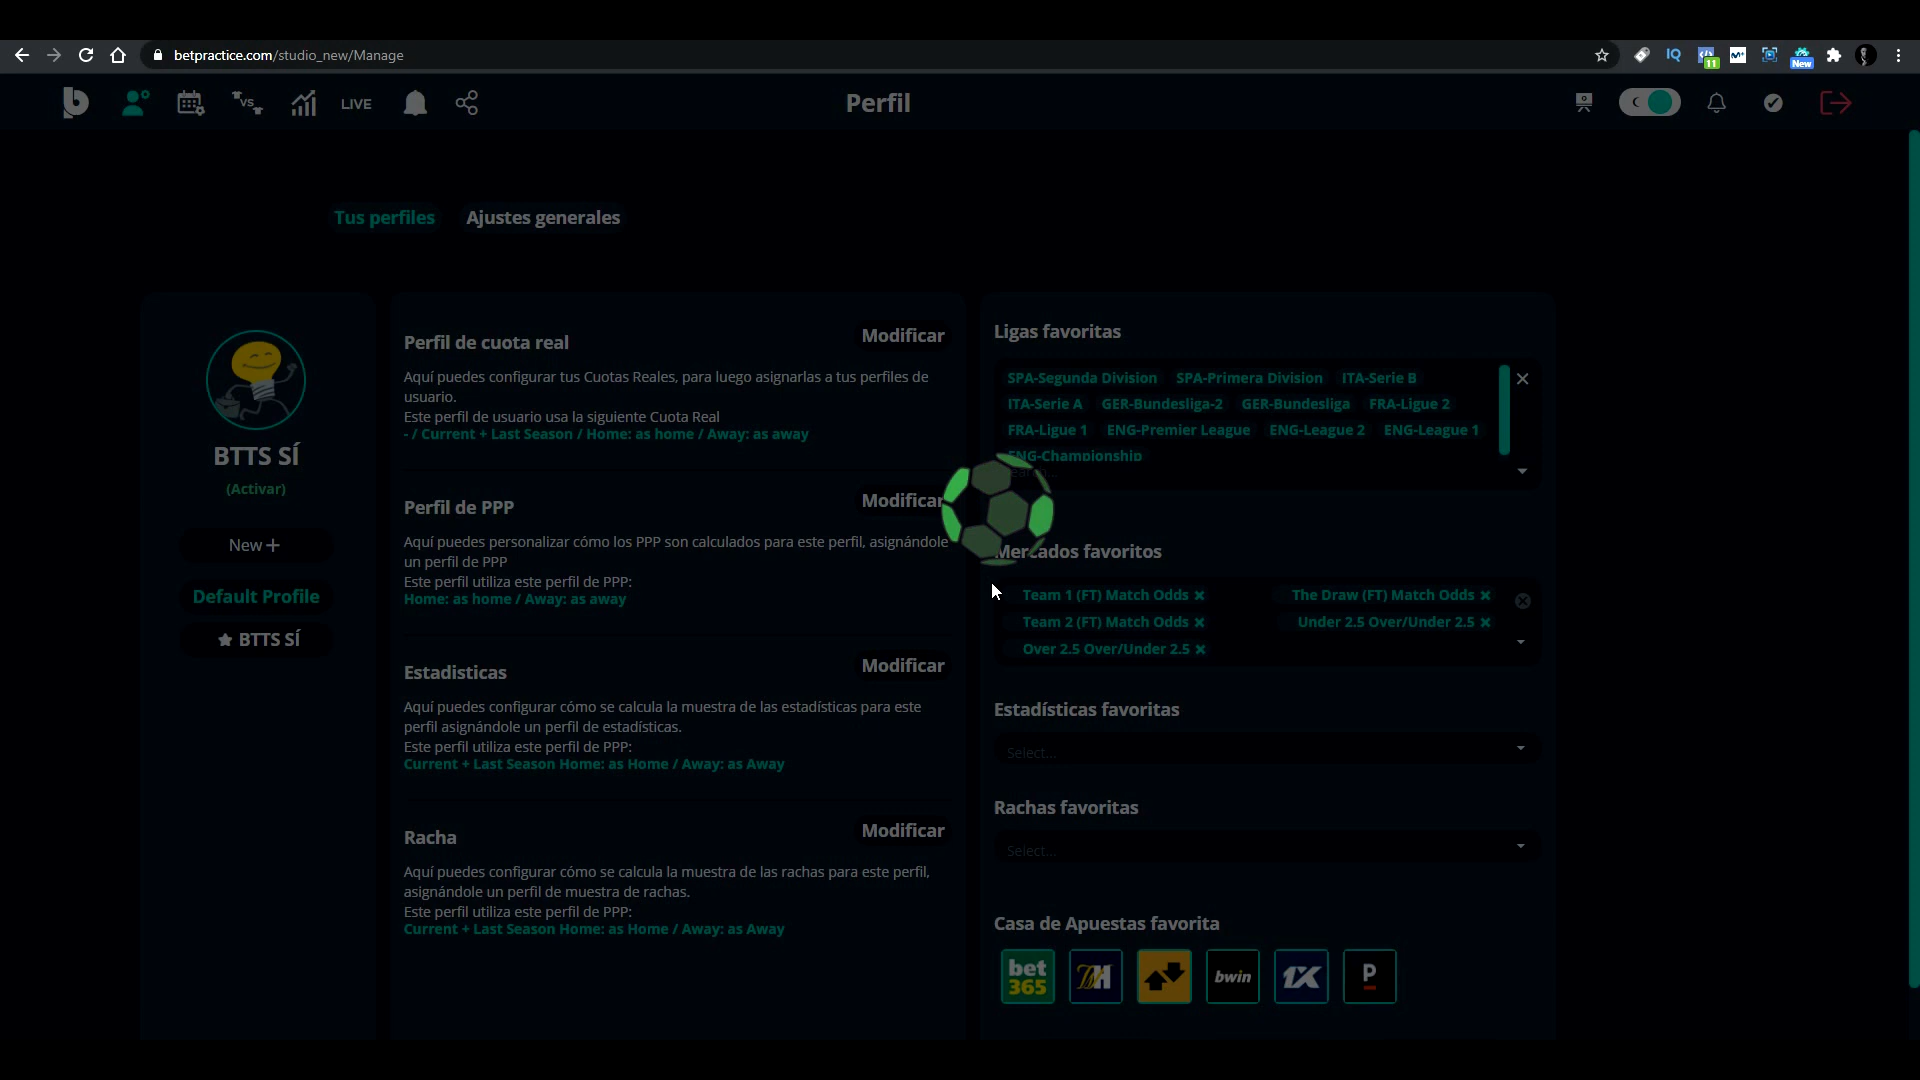 betpractice.com/studio_new/Manage
IQ
11
New
VS
LIVE
Perfil
Tus perfiles
Ajustes generales
BTTS SÍ
(Activar)
New+
Default Profile
BTTS SÍ
Perfil de cuota real
Modificar
Aquí puedes configurar tus Cuotas Reales, para luego asignarlas a tus perfiles de
usuario.
Este perfil de usuario usa la siguiente Cuota Real
- / Current + Last Season / Home: as home / Away: as away
Perfil de PPP
Modificar
Aquí puedes personalizar cómo los PPP son calculados para este perfil, asignándole
un perfil de PPP
Este perfil utiliza este perfil de PPP:
Home: as home / Away: as away
Estadisticas
Modificar
Aquí puedes configurar cómo se calcula la muestra de las estadísticas para este
perfil asignándole un perfil de estadísticas.
Este perfil utiliza este perfil de PPP:
Current + Last Season Home: as Home / Away: as Away
Racha
Modificar
Aquí puedes configurar cómo se calcula la muestra de las rachas para este perfil,
asignándole un perfil de muestra de rachas.
Este perfil utiliza este perfil de PPP:
Current + Last Season Home: as Home / Away: as Away
Ligas favoritas
SPA-Segunda Division SPA-Primera Division ITA-Serie B
ITA-Serie A GER-Bundesliga-2 GER-Bundesliga FRA-Ligue 2
FRA-Ligue 1 ENG-Premier League ENG-League 2 ENG-League 1
ENG-Championship
Mercados favoritos
Team 1 (FT) Match Odds × The Draw (FT) Match Odds ×
Team 2 (FT) Match Odds × Under 2.5 Over/Under 2.5 ×
Over 2.5 Over/Under 2.5 ×
Estadísticas favoritas
Select...
Rachas favoritas
Select...
Casa de Apuestas favorita
bet
365
bwin
1X
P